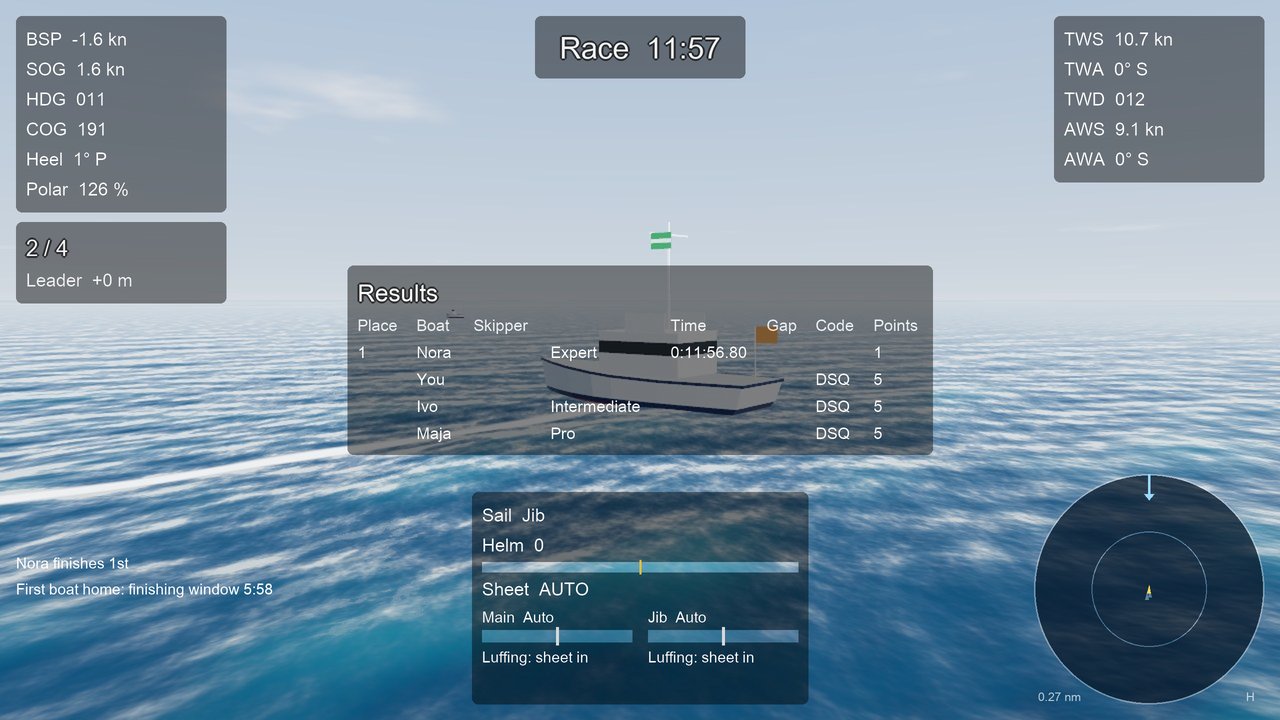 BSP -1.6 kn
SOG 1.6 kn
HDG 011
COG 191
Heel 1° P
Polar 126 %
2 / 4
Leader +0 m
Race 11:57
TWS 10.7 kn
TWA 0° S
TWD 012
AWS 9.1 kn
AWA 0° S
Results
Place Boat Skipper Time Gap Code Points
1 Nora Expert 0:11:56.80 1
You DSQ 5
Ivo Intermediate DSQ 5
Maja Pro DSQ 5
Nora finishes 1st
First boat home: finishing window 5:58
Sail Jib
Helm 0
Sheet AUTO
Main Auto Jib Auto
Luffing: sheet in Luffing: sheet in
0.27 nm H